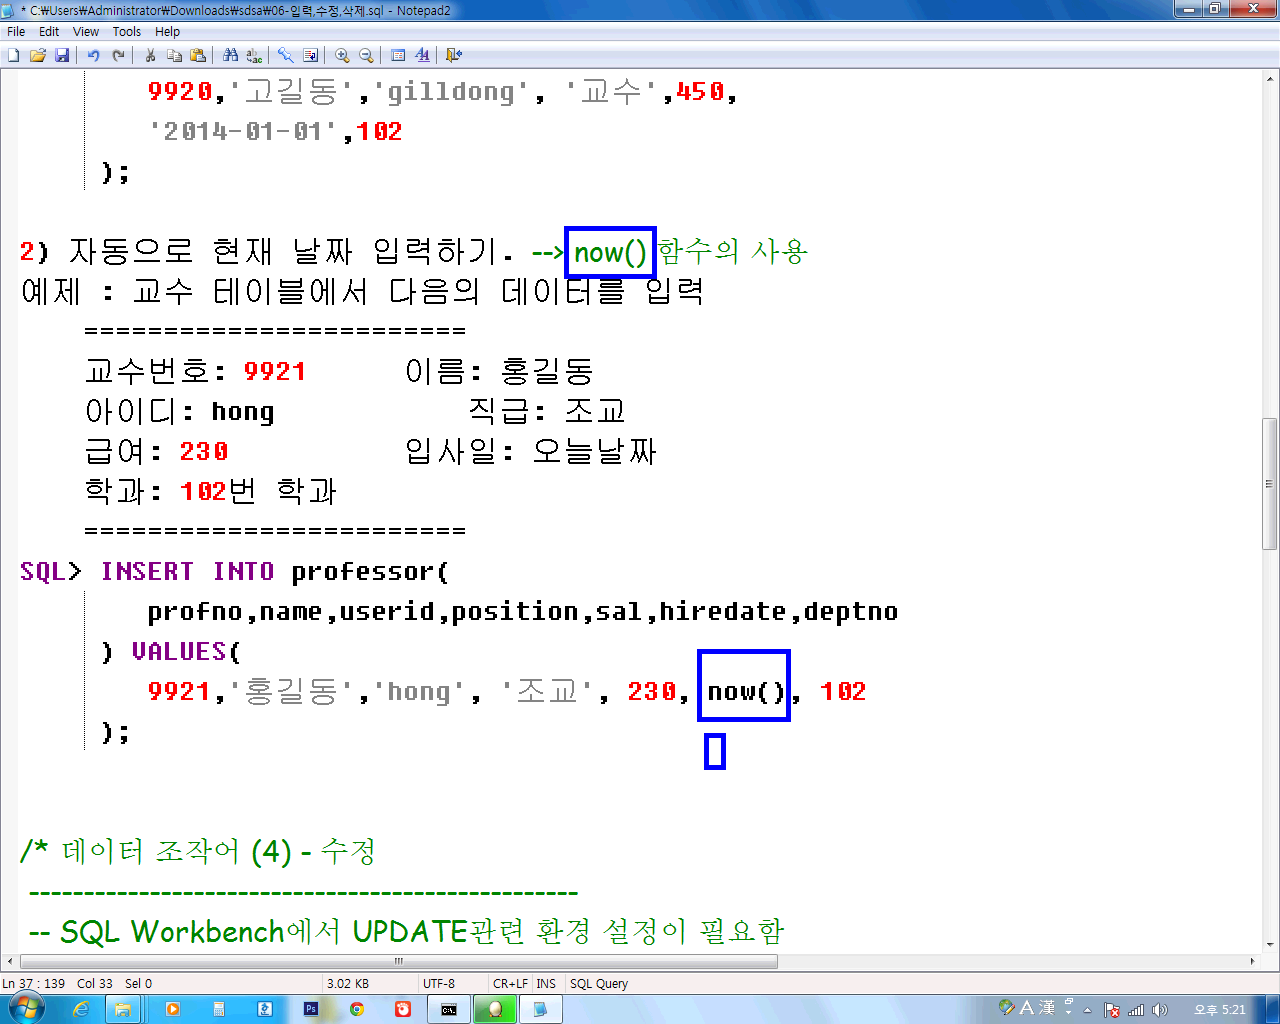 * C:₩Users₩Administrator₩Downloads₩sdsa₩06-입력,수정,삭제.sql - Notepad2
File Edit View Tools Help
9920,'고길동','gilldong', '교수',450,
'2014-01-01',102
);
2) 자동으로 현재 날짜 입력하기. --> now() 함수의 사용
예제 : 교수 테이블에서 다음의 데이터를 입력
========================
교수번호: 9921 이름: 홍길동
아이디: hong 직급: 조교
급여: 230 입사일: 오늘날짜
학과: 102번 학과
========================
SQL> INSERT INTO professor(
profno,name,userid,position,sal,hiredate,deptno
) VALUES(
9921,'홍길동','hong', '조교', 230, now(), 102
);
/* 데이터 조작어 (4) - 수정
--------------------------------------------------
-- SQL Workbench에서 UPDATE관련 환경 설정이 필요함
Ln 37 : 139 Col 33 Sel 0 3.02 KB UTF-8 CR+LF INS SQL Query
A 漢 오후 5:21